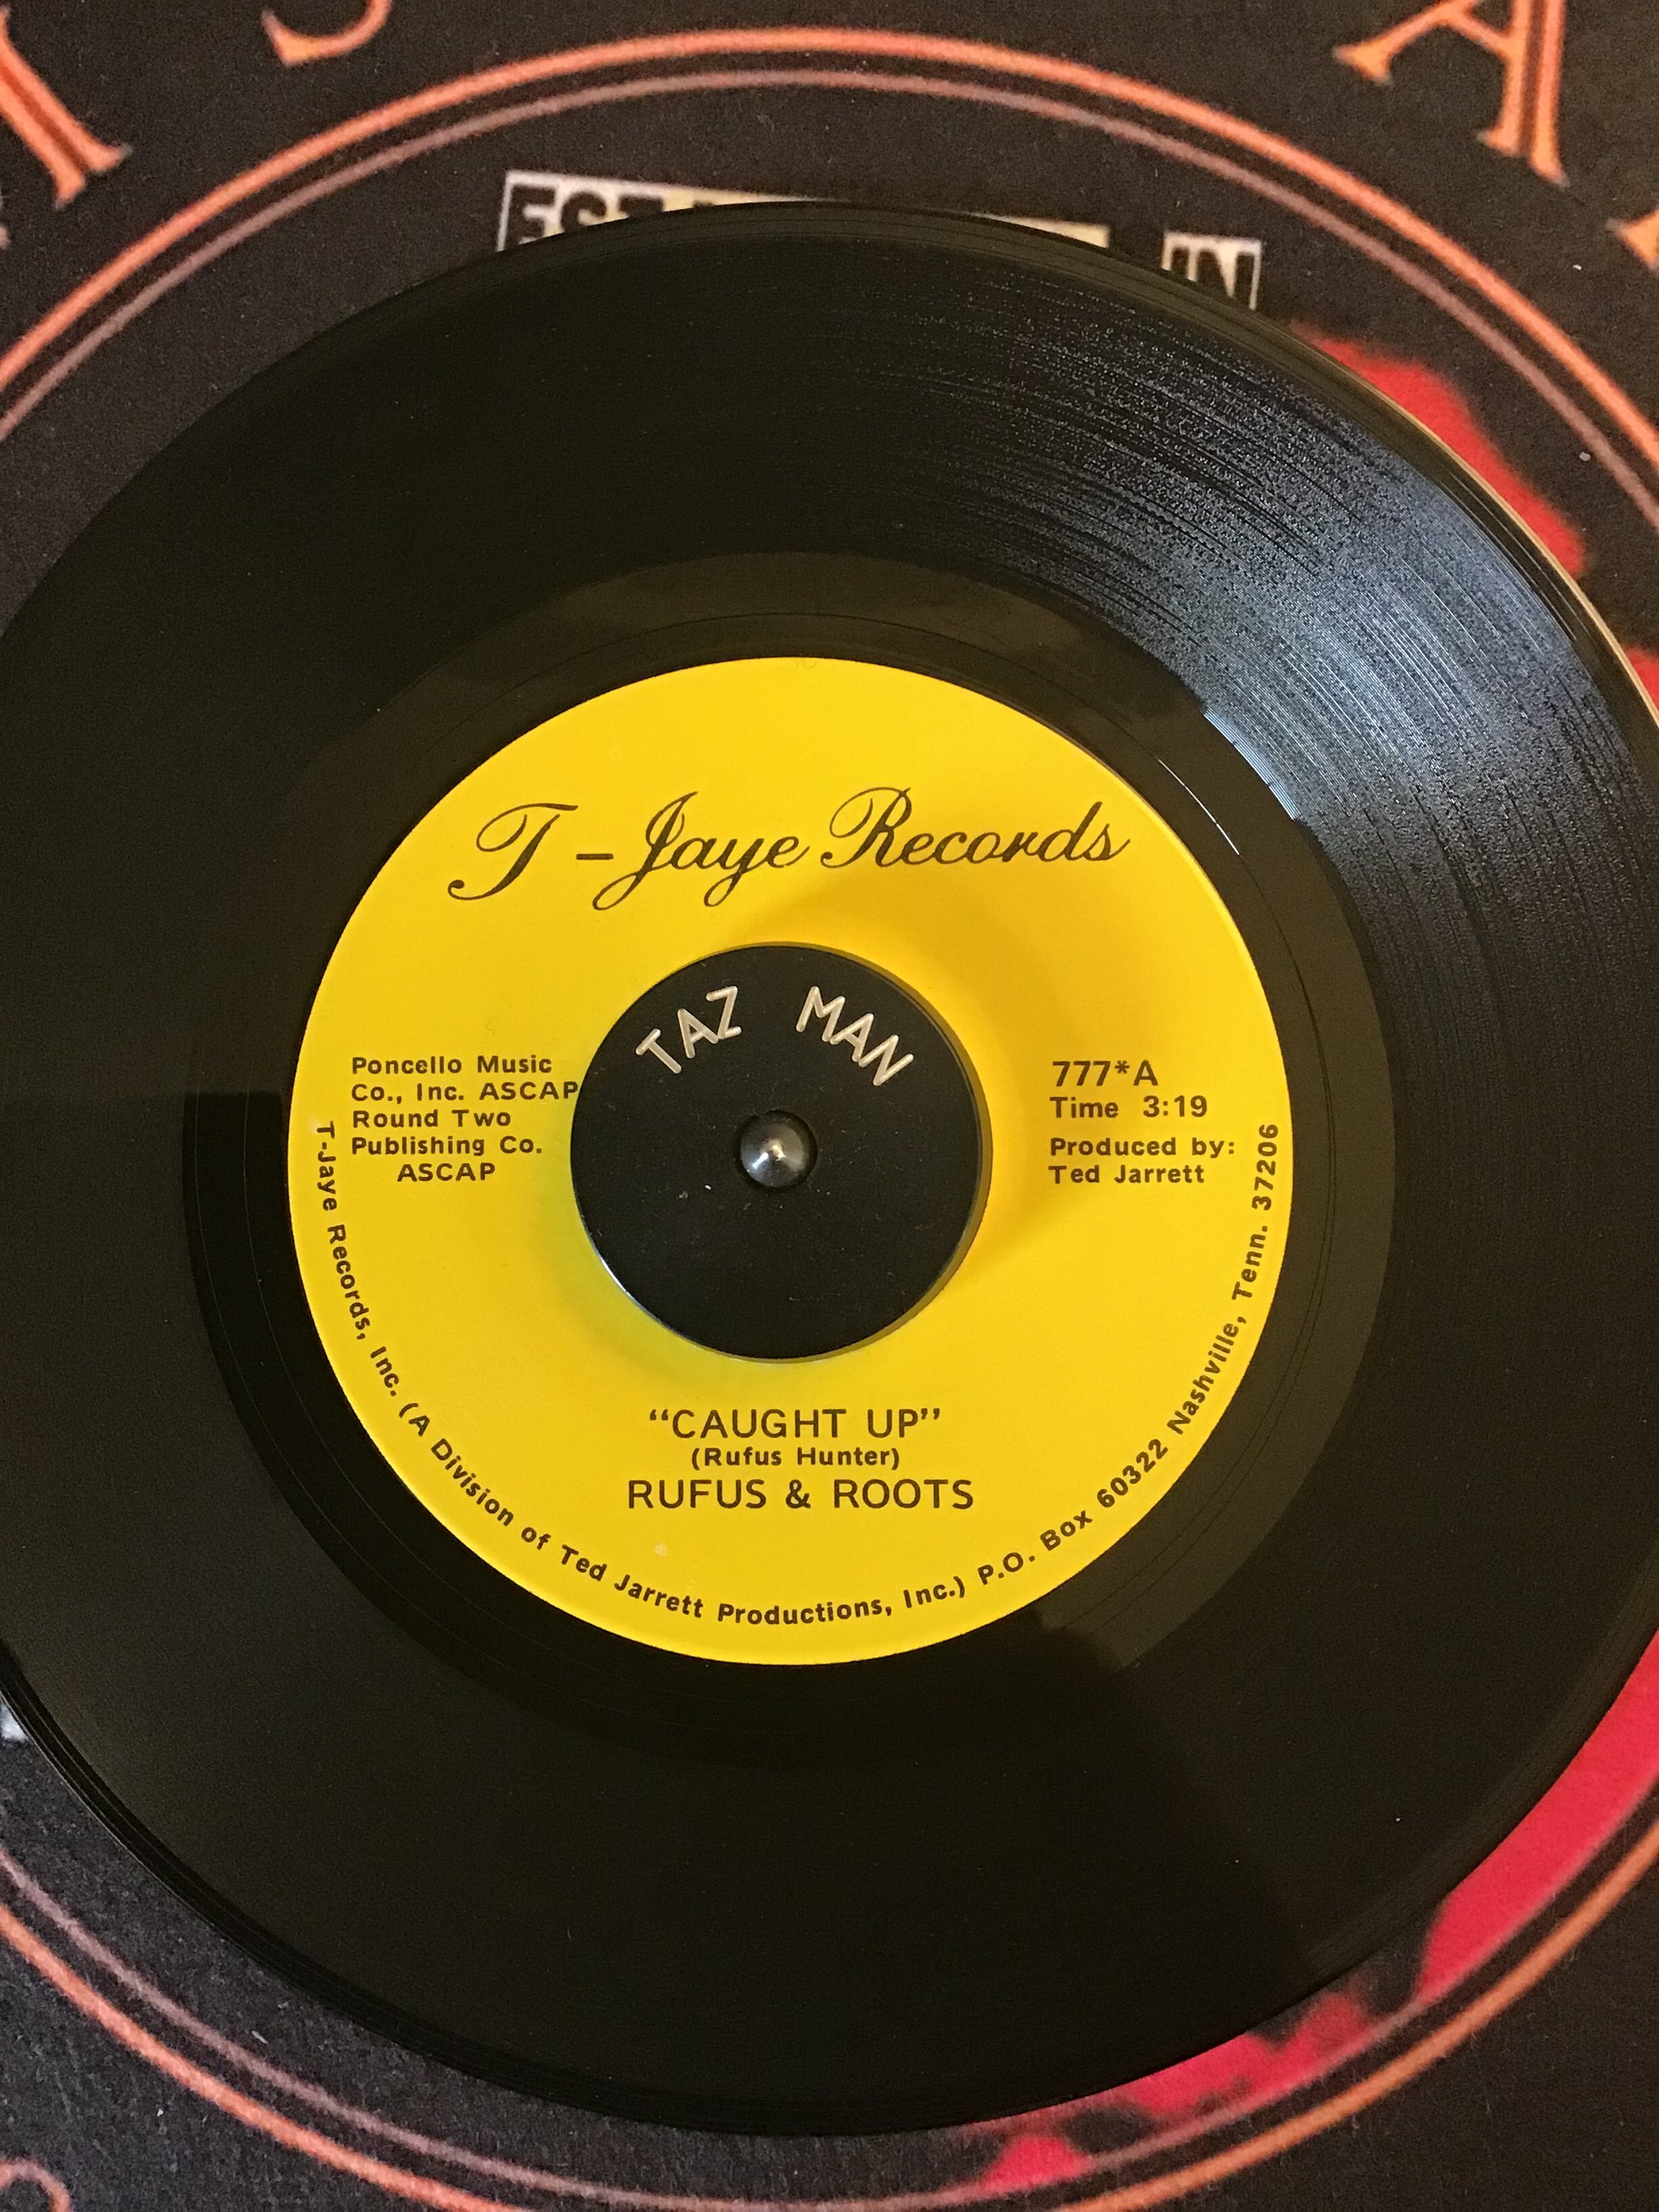 IN
T-Jaye Records
TAZ MAN
Poncello Music
Co., Inc. ASCAP
Round Two
Publishing Co.
ASCAP
777*A
Time 3:19
Produced by:
Ted Jarrett
"CAUGHT UP"
(Rufus Hunter)
RUFUS & ROOTS
T-Jaye Records, Inc. (A Division of Ted Jarrett Productions, Inc.) P.O. Box 60322 Nashville, Tenn. 37206